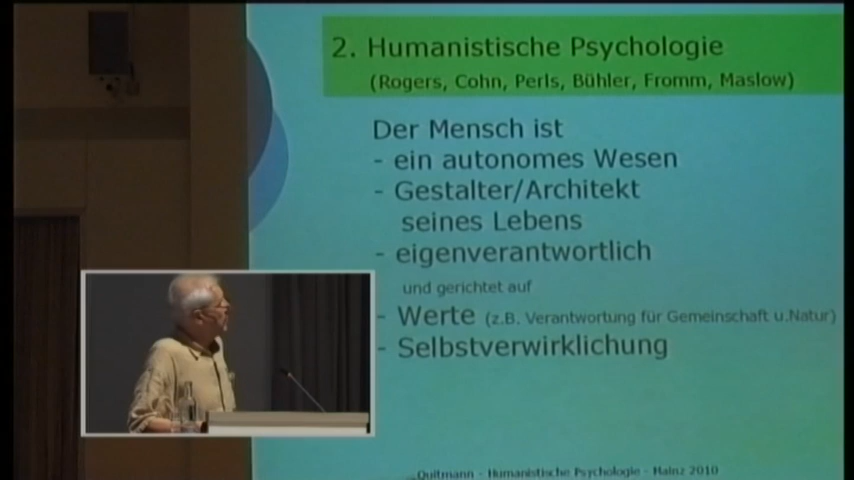 2. Humanistische Psychologie
(Rogers, Cohn, Perls, Bühler, Fromm, Maslow)
Der Mensch ist
- ein autonomes Wesen
- Gestalter/Architekt
seines Lebens
- eigenverantwortlich
und gerichtet auf
- Werte (z.B. Verantwortung für Gemeinschaft u.Natur)
- Selbstverwirklichung
Quitmann - Humanistische Psychologie - Mainz 2010